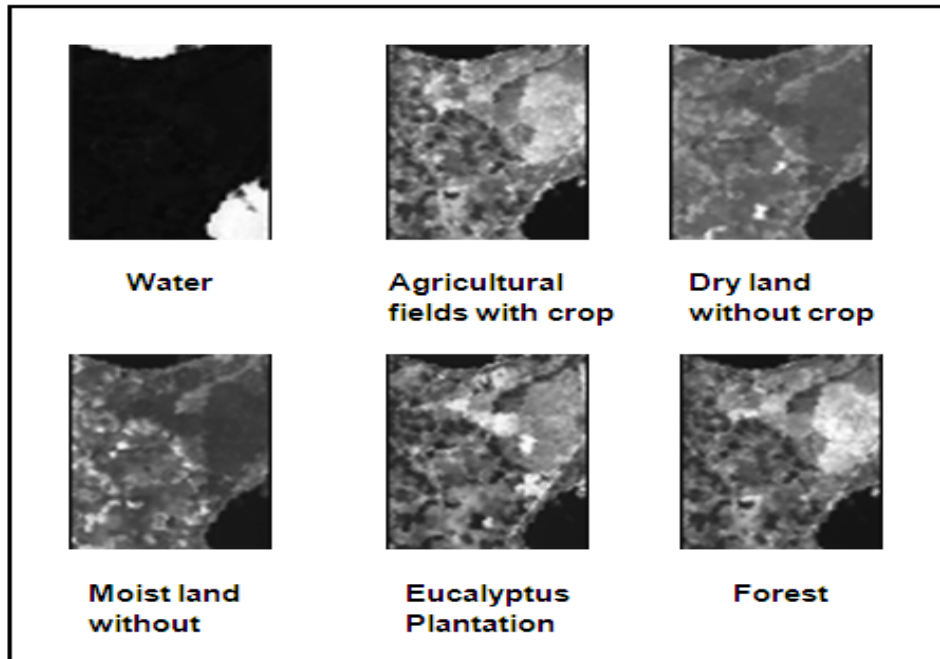 Water
Agricultural
fields with crop
Dry land
without crop
Moist land
without
Eucalyptus
Plantation
Forest